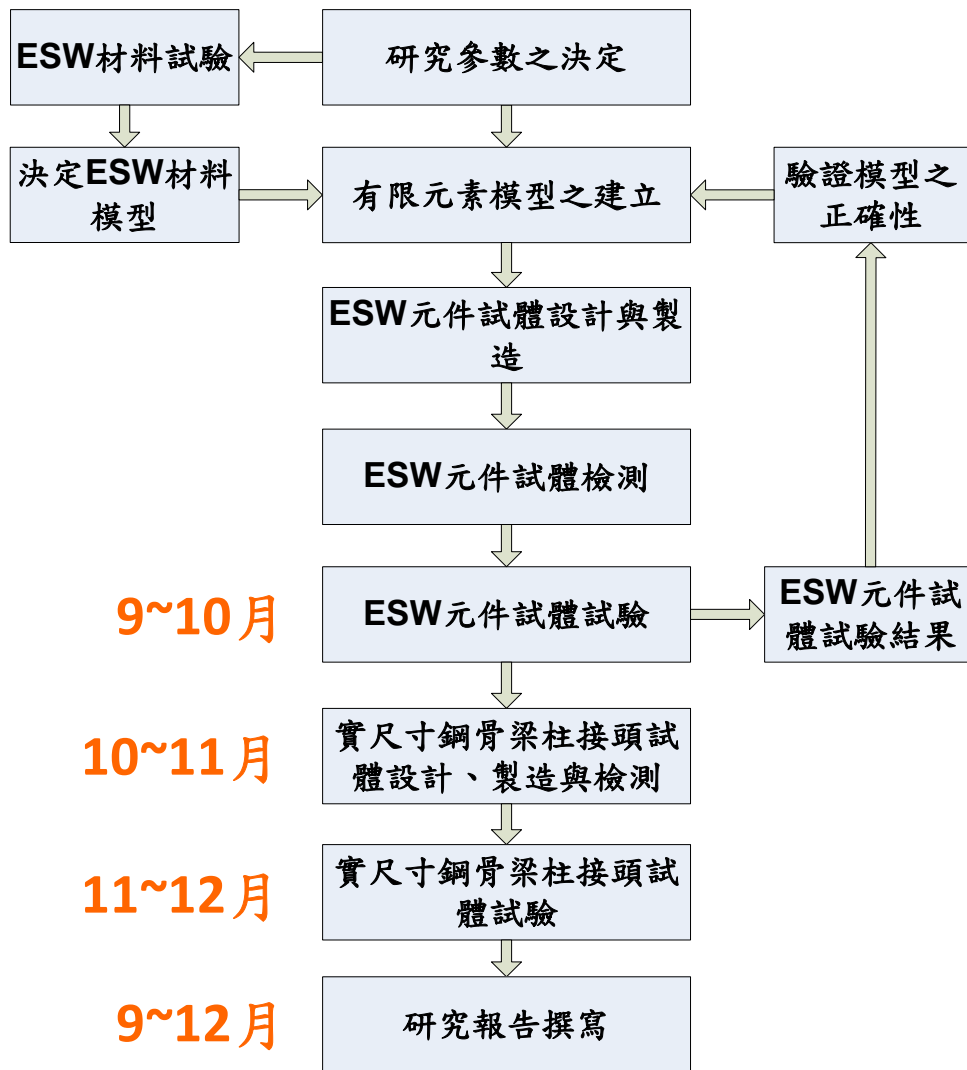 ESW材料試驗
研究參數之決定
決定ESW材料
模型
有限元素模型之建立
驗證模型之
正確性
ESW元件試體設計與製
造
ESW元件試體檢測
9~10月
ESW元件試體試驗
ESW元件試
體試驗結果
10~11月
實尺寸鋼骨梁柱接頭試
體設計、製造與檢測
11~12月
實尺寸鋼骨梁柱接頭試
體試驗
9~12月
研究報告撰寫